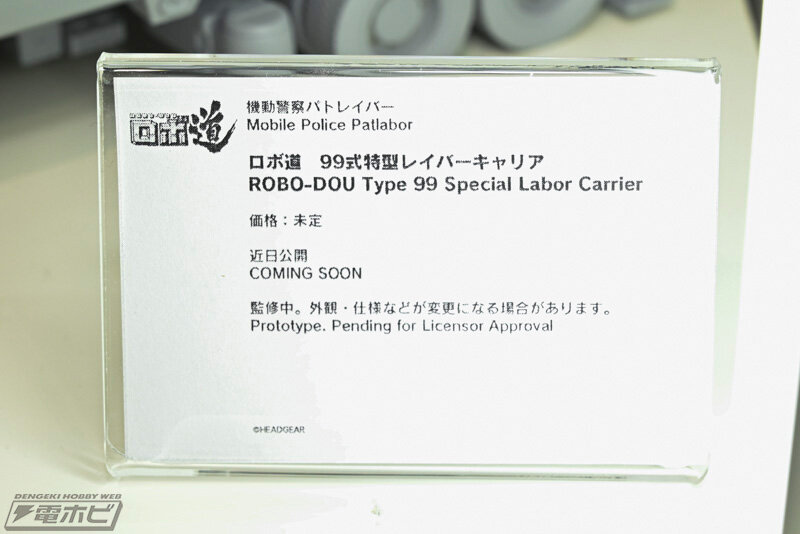 ROBO-DOU
ロボ道
機動警察パトレイバー
Mobile Police Patlabor
ロボ道　99式特型レイバーキャリア
ROBO-DOU Type 99 Special Labor Carrier
価格：未定
近日公開
COMING SOON
監修中。外観・仕様などが変更になる場合があります。
Prototype. Pending for Licensor Approval
©HEADGEAR
DENGEKI HOBBY WEB
電ホビ